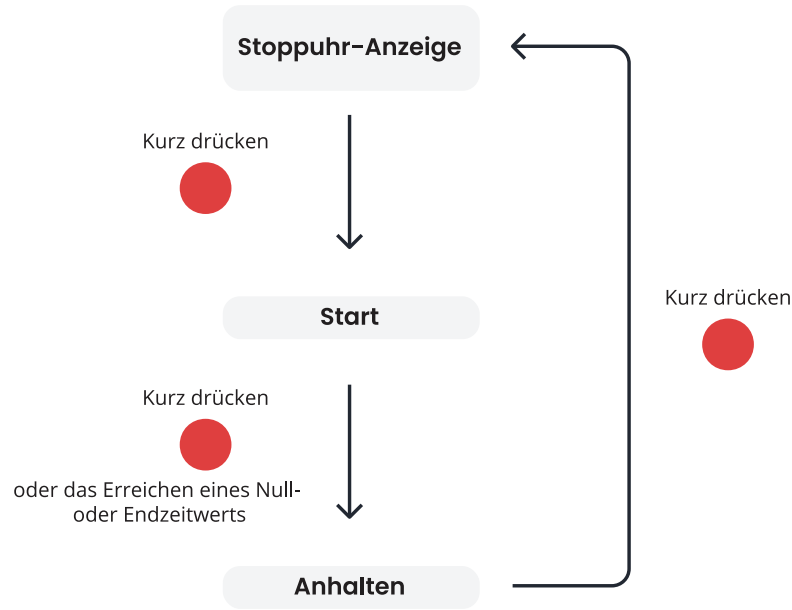 Stoppuhr-Anzeige
Kurz drücken
Start
Kurz drücken
Kurz drücken
oder das Erreichen eines Null-
oder Endzeitwerts
Anhalten